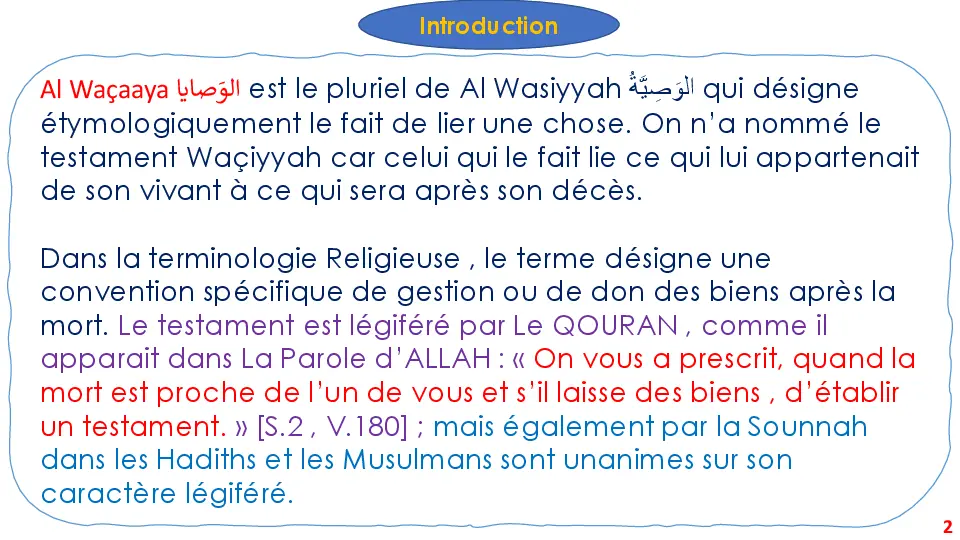 Introduction
Al Waçaaya الوَصايا est le pluriel de Al Wasiyyah الوَصِيَّةُ qui désigne
étymologiquement le fait de lier une chose. On n’a nommé le
testament Waçiyyah car celui qui le fait lie ce qui lui appartenait
de son vivant à ce qui sera après son décès.
Dans la terminologie Religieuse , le terme désigne une
convention spécifique de gestion ou de don des biens après la
mort. Le testament est légiféré par Le QOURAN , comme il
apparait dans La Parole d’ALLAH : « On vous a prescrit, quand la
mort est proche de l’un de vous et s’il laisse des biens , d’établir
un testament. » [S.2 , V.180] ; mais également par la Sounnah
dans les Hadiths et les Musulmans sont unanimes sur son
caractère légiféré.
2